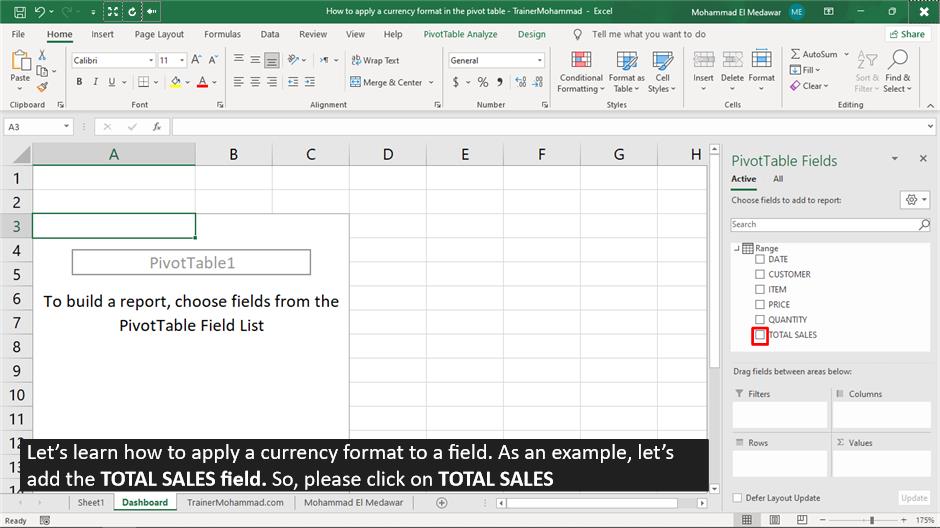 How to apply a currency format in the pivot table - TrainerMohammad - Excel
Mohammad El Medawar ME
File Home Insert Page Layout Formulas Data Review View Help PivotTable Analyze Design Tell me what you want to do Share
Paste
Clipboard
Calibri 11 A A
B I U A
Font
ab Wrap Text
Merge & Center
Alignment
General
$ % 9
Number
Conditional Formatting
Format as Table
Cell Styles
Styles
Insert Delete Format
Cells
AutoSum
Fill
Clear
Sort & Filter
Find & Select
Editing
A3 fx
A B C D E F G H
1
2
3
4
5
6
7
8
9
10
11
12
13
14
PivotTable1
To build a report, choose fields from the
PivotTable Field List
PivotTable Fields
Active All
Choose fields to add to report:
Search
Range
DATE
CUSTOMER
ITEM
PRICE
QUANTITY
TOTAL SALES
Drag fields between areas below:
Filters Columns
Rows Σ Values
Defer Layout Update Update
Let’s learn how to apply a currency format to a field. As an example, let’s
add the TOTAL SALES field. So, please click on TOTAL SALES
Sheet1 Dashboard TrainerMohammad.com Mohammad El Medawar
Ready 175%